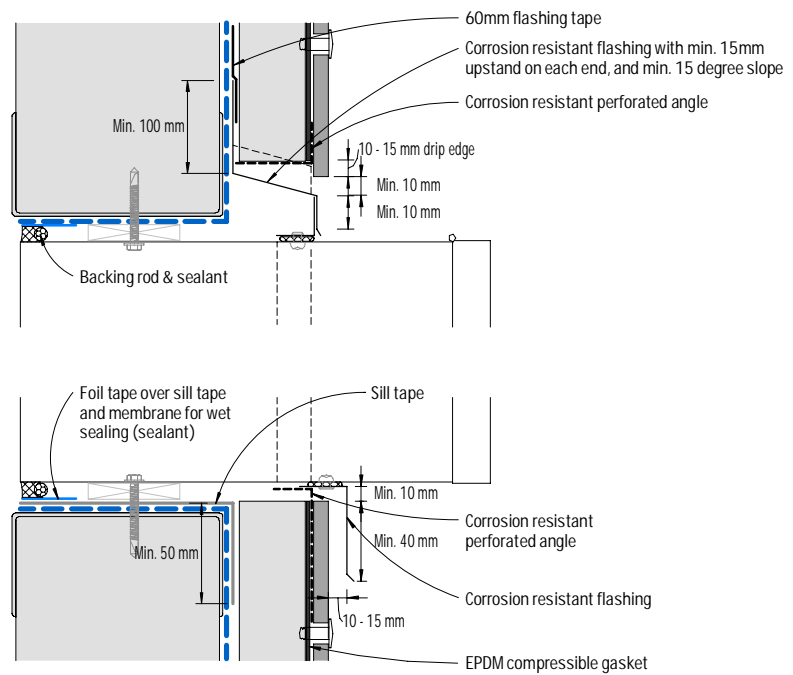 60mm flashing tape
Corrosion resistant flashing with min. 15mm
upstand on each end, and min. 15 degree slope
Corrosion resistant perforated angle
Min. 100 mm
10 - 15 mm drip edge
Min. 10 mm
Min. 10 mm
Backing rod & sealant
Foil tape over sill tape
and membrane for wet
sealing (sealant)
Sill tape
Min. 10 mm
Corrosion resistant
perforated angle
Min. 40 mm
Min. 50 mm
Corrosion resistant flashing
10 - 15 mm
EPDM compressible gasket